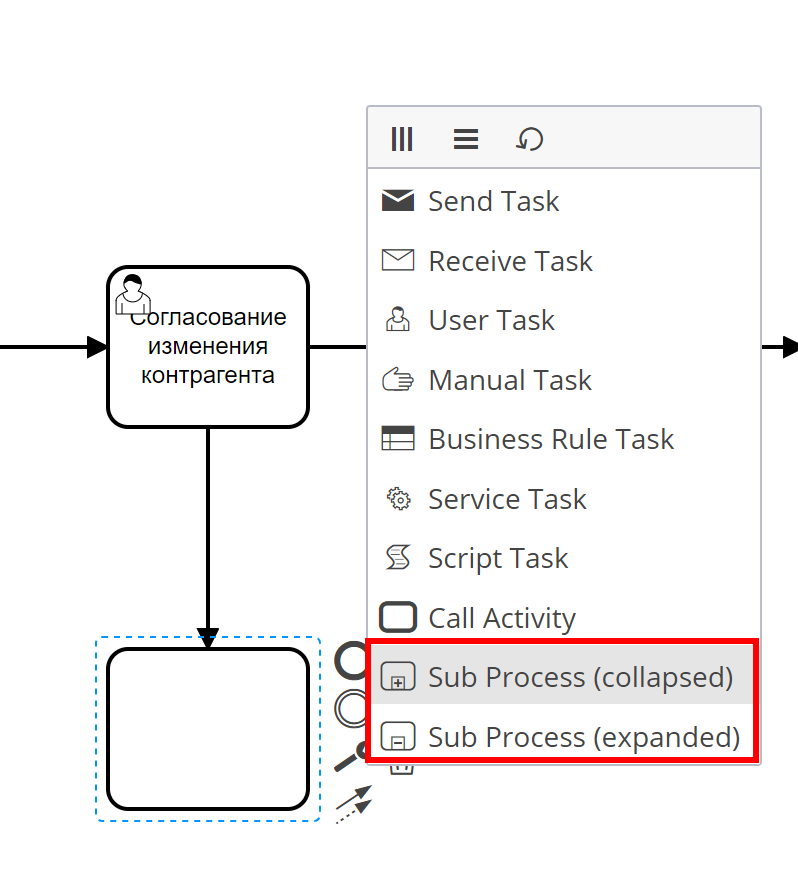 Send Task
Receive Task
User Task
Manual Task
Business Rule Task
Service Task
Script Task
Call Activity
Sub Process (collapsed)
Sub Process (expanded)
Согласование
изменения
контрагента